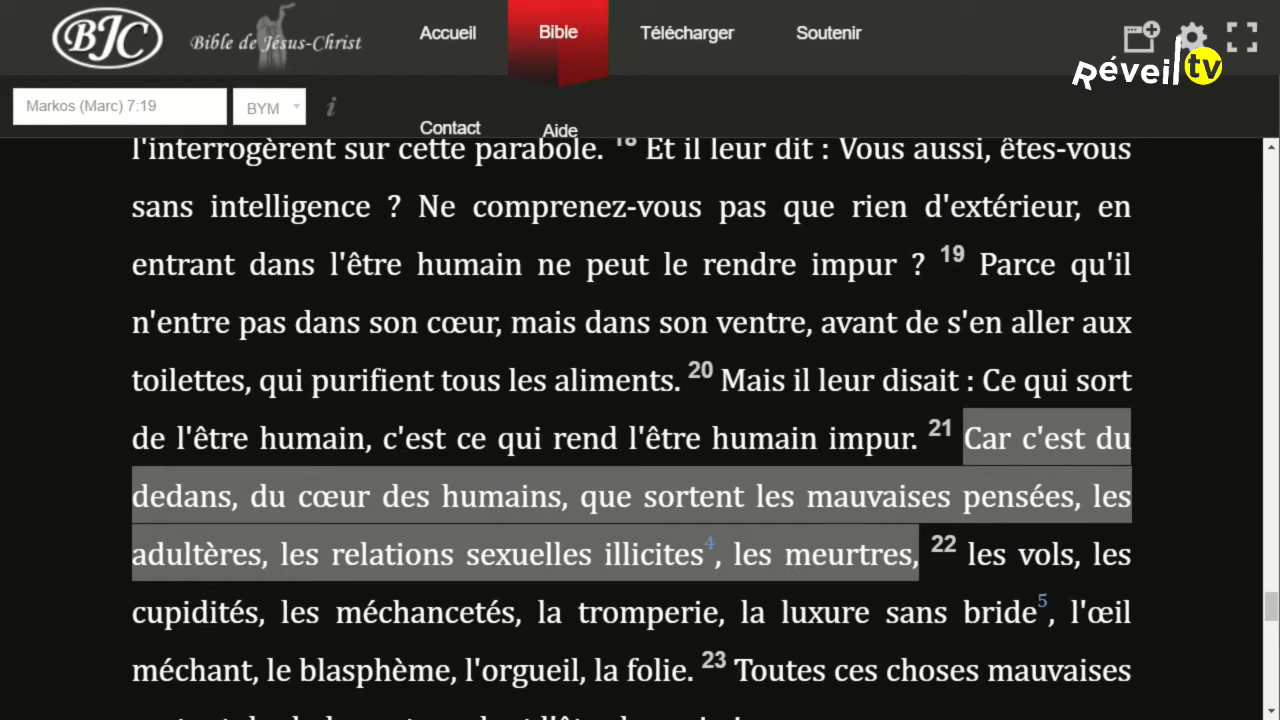 BJC Bible de Jésus-Christ
Accueil Bible Télécharger Soutenir
Réveil tv
Markos (Marc) 7:19 BYM i
Contact Aide
l'interrogèrent sur cette parabole. 18 Et il leur dit : Vous aussi, êtes-vous
sans intelligence ? Ne comprenez-vous pas que rien d'extérieur, en
entrant dans l'être humain ne peut le rendre impur ? 19 Parce qu'il
n'entre pas dans son cœur, mais dans son ventre, avant de s'en aller aux
toilettes, qui purifient tous les aliments. 20 Mais il leur disait : Ce qui sort
de l'être humain, c'est ce qui rend l'être humain impur. 21 Car c'est du
dedans, du cœur des humains, que sortent les mauvaises pensées, les
adultères, les relations sexuelles illicites4, les meurtres, 22 les vols, les
cupidités, les méchancetés, la tromperie, la luxure sans bride5, l'œil
méchant, le blasphème, l'orgueil, la folie. 23 Toutes ces choses mauvaises